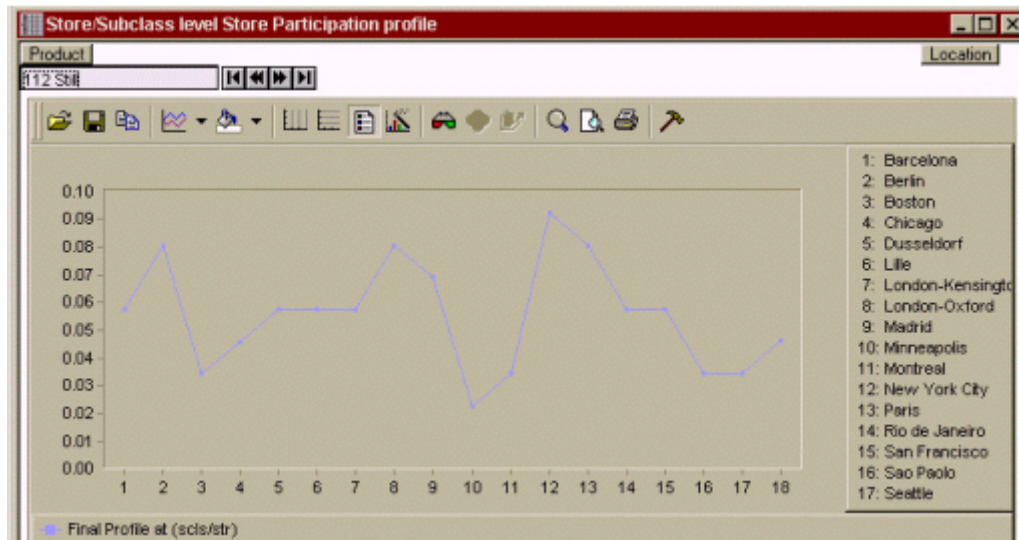 Store/Subclass level Store Participation profile
Product
Location
112 Still
0.10
0.09
0.08
0.07
0.06
0.05
0.04
0.03
0.02
0.01
0.00
1 2 3 4 5 6 7 8 9 10 11 12 13 14 15 16 17 18
1: Barcelona
2: Berlin
3: Boston
4: Chicago
5: Dusseldorf
6: Lille
7: London-Kensingto
8: London-Oxford
9: Madrid
10: Minneapolis
11: Montreal
12: New York City
13: Paris
14: Rio de Janeiro
15: San Francisco
16: Sao Paolo
17: Seattle
Final Profile at (scls/str)